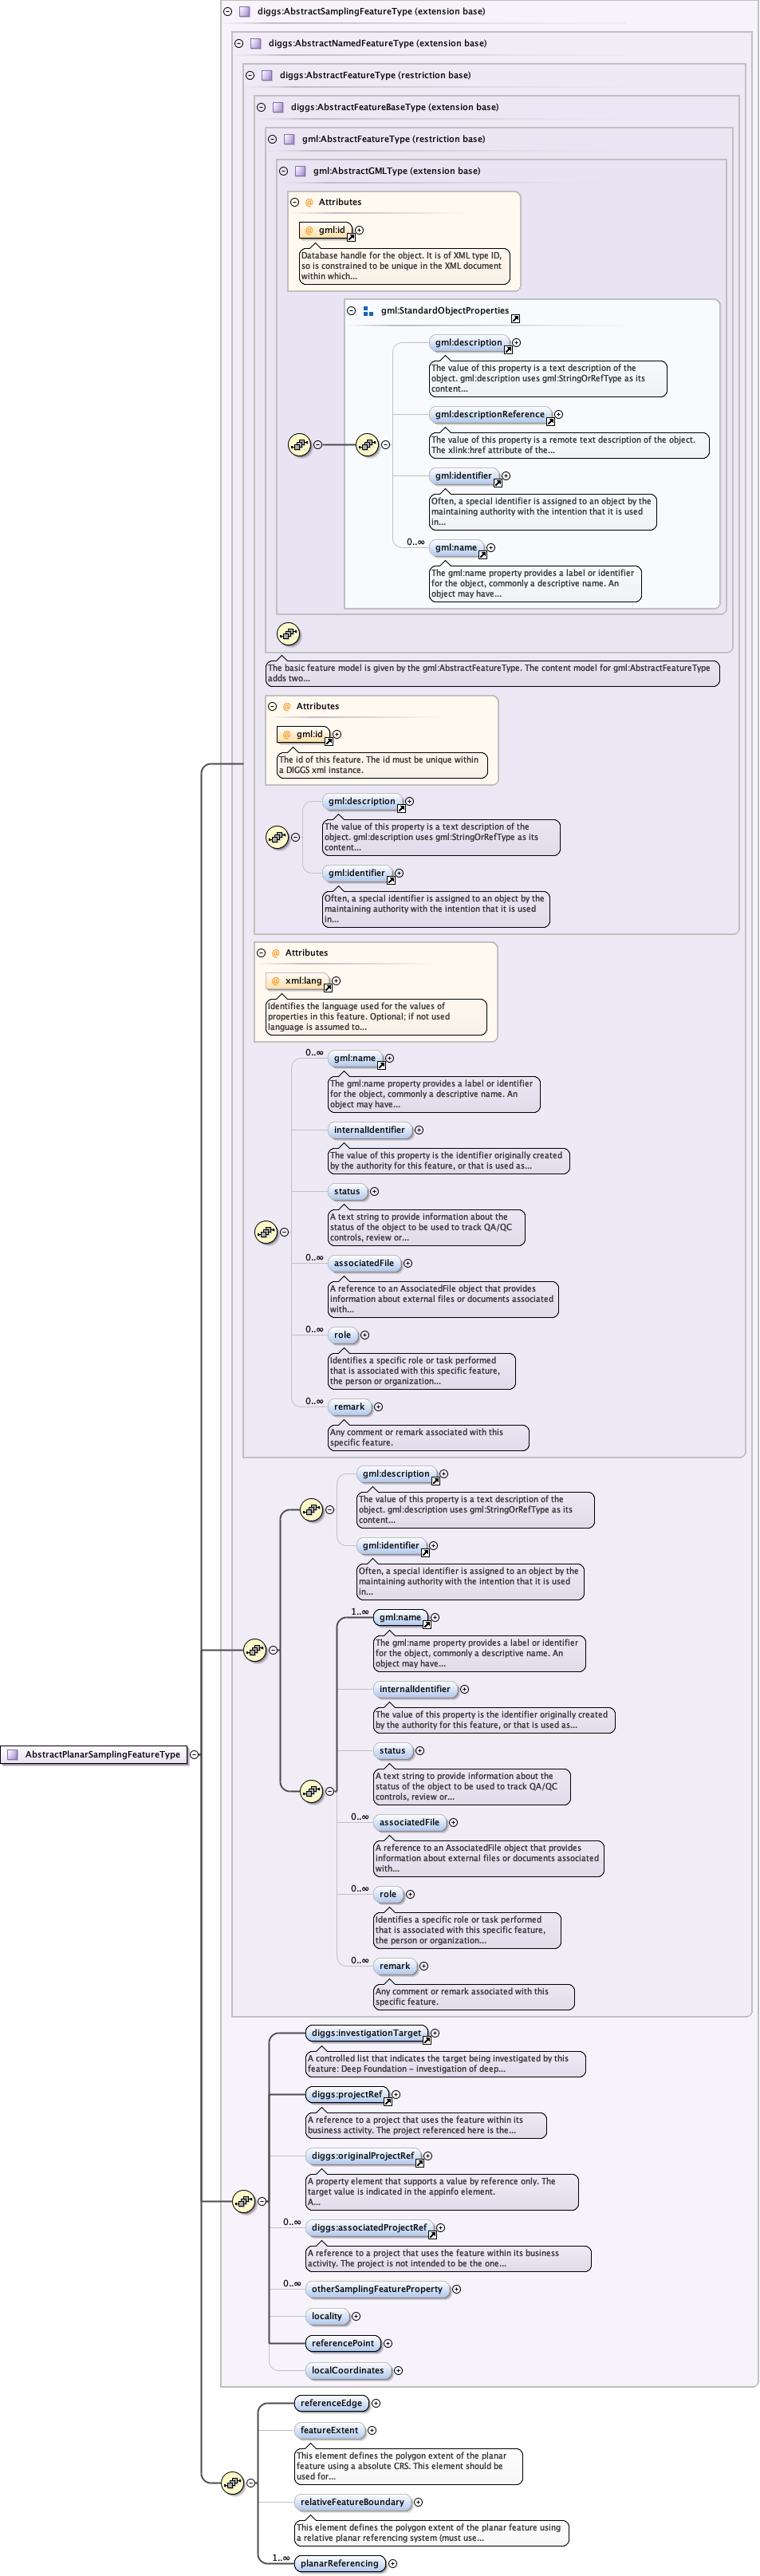 diggs:AbstractSamplingFeatureType (extension base)
diggs:AbstractNamedFeatureType (extension base)
diggs:AbstractFeatureType (restriction base)
diggs:AbstractFeatureBaseType (extension base)
gml:AbstractFeatureType (restriction base)
gml:AbstractGMLType (extension base)
@ Attributes
@ gml:id
Database handle for the object. It is of XML type ID,
so is constrained to be unique in the XML document
within which...
gml:StandardObjectProperties
gml:description
The value of this property is a text description of the
object. gml:description uses gml:StringOrRefType as its
content...
gml:descriptionReference
The value of this property is a remote text description of the object.
The xlink:href attribute of the...
gml:identifier
Often, a special identifier is assigned to an object by the
maintaining authority with the intention that it is used
in...
0..∞
gml:name
The gml:name property provides a label or identifier
for the object, commonly a descriptive name. An
object may have...
The basic feature model is given by the gml:AbstractFeatureType. The content model for gml:AbstractFeatureType
adds two...
@ Attributes
@ gml:id
The id of this feature. The id must be unique within
a DIGGS xml instance.
gml:description
The value of this property is a text description of the
object. gml:description uses gml:StringOrRefType as its
content...
gml:identifier
Often, a special identifier is assigned to an object by the
maintaining authority with the intention that it is used
in...
@ Attributes
@ xml:lang
Identifies the language used for the values of
properties in this feature. Optional; if not used
language is assumed to...
0..∞
gml:name
The gml:name property provides a label or identifier
for the object, commonly a descriptive name. An
object may have...
internalIdentifier
The value of this property is the identifier originally created
by the authority for this feature, or that is used as...
status
A text string to provide information about the
status of the object to be used to track QA/QC
controls, review or...
0..∞
associatedFile
A reference to an AssociatedFile object that provides
information about external files or documents associated
with...
0..∞
role
Identifies a specific role or task performed
that is associated with this specific feature,
the person or organization...
0..∞
remark
Any comment or remark associated with this
specific feature.
gml:description
The value of this property is a text description of the
object. gml:description uses gml:StringOrRefType as its
content...
gml:identifier
Often, a special identifier is assigned to an object by the
maintaining authority with the intention that it is used
in...
1..∞
gml:name
The gml:name property provides a label or identifier
for the object, commonly a descriptive name. An
object may have...
internalIdentifier
The value of this property is the identifier originally created
by the authority for this feature, or that is used as...
status
AbstractPlanarSamplingFeatureType
A text string to provide information about the
status of the object to be used to track QA/QC
controls, review or...
0..∞
associatedFile
A reference to an AssociatedFile object that provides
information about external files or documents associated
with...
0..∞
role
Identifies a specific role or task performed
that is associated with this specific feature,
the person or organization...
0..∞
remark
Any comment or remark associated with this
specific feature.
diggs:investigationTarget
A controlled list that indicates the target being investigated by this
feature: Deep Foundation – investigation of deep...
diggs:projectRef
A reference to a project that uses the feature within its
business activity. The project referenced here is the...
diggs:originalProjectRef
A property element that supports a value by reference only. The
target value is indicated in the appinfo element.
A...
0..∞
diggs:associatedProjectRef
A reference to a project that uses the feature within its business
activity. The project is not intended to be the one...
0..∞
otherSamplingFeatureProperty
locality
referencePoint
localCoordinates
referenceEdge
featureExtent
This element defines the polygon extent of the planar
feature using a absolute CRS. This element should be
used for...
relativeFeatureBoundary
This element defines the polygon extent of the planar feature using
a relative planar referencing system (must use...
1..∞
planarReferencing